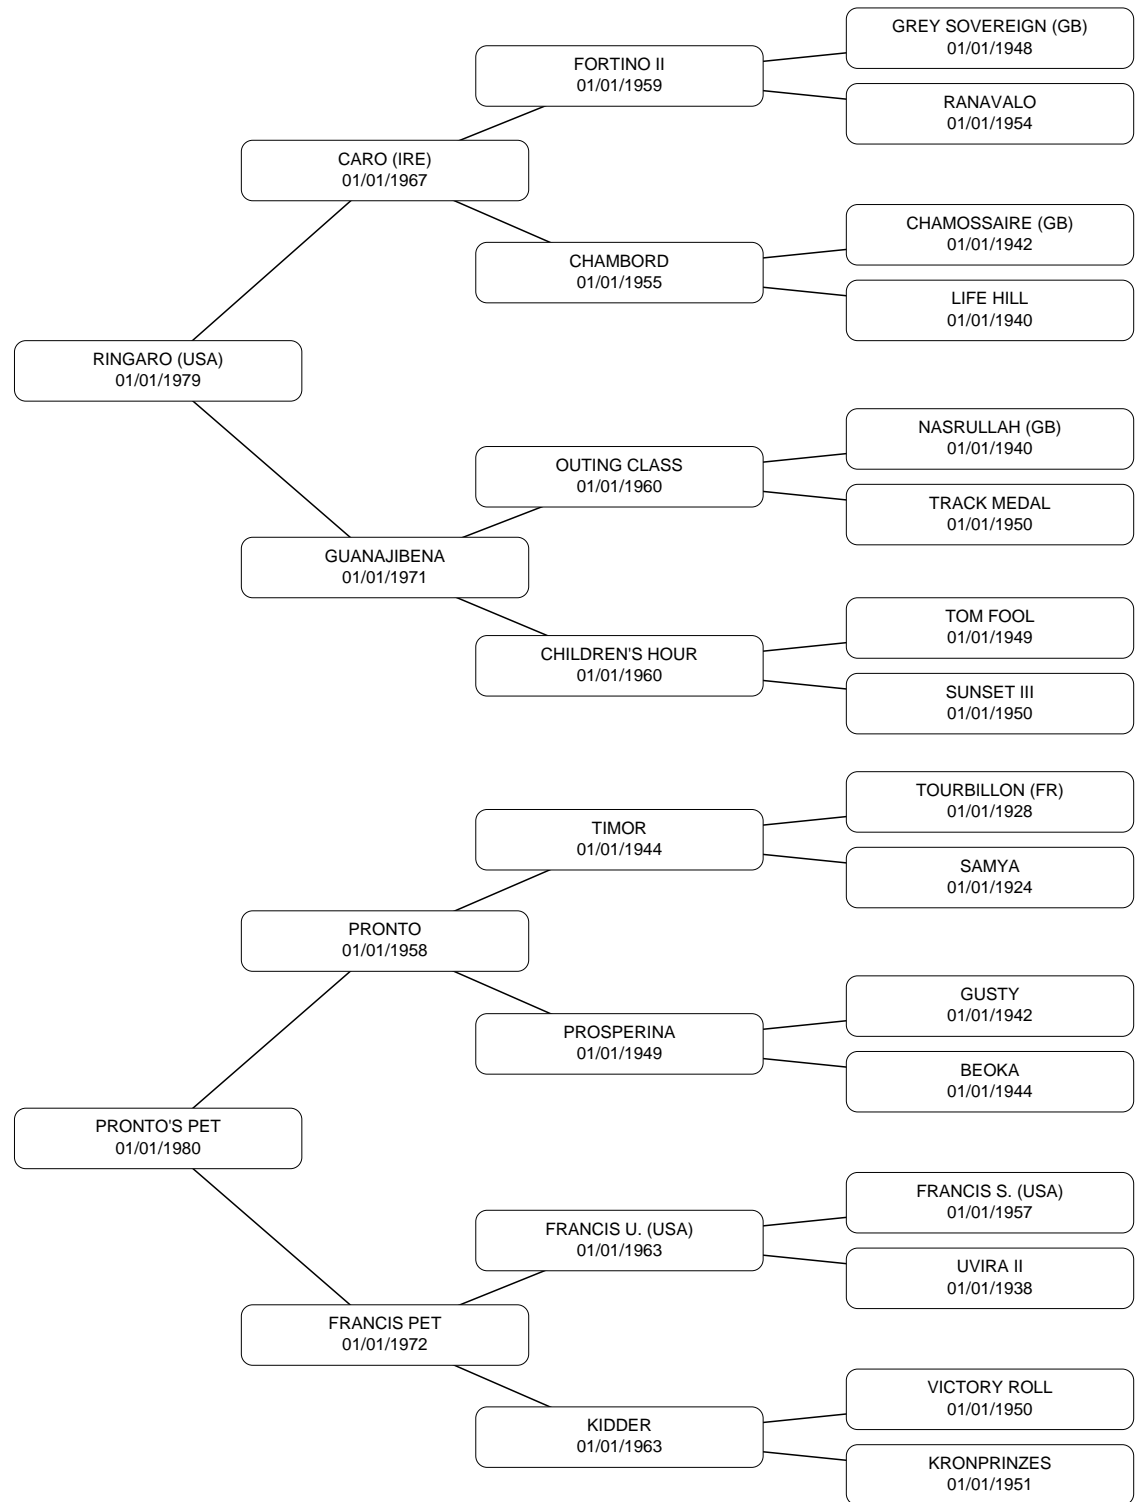 GREY SOVEREIGN (GB)
01/01/1948
FORTINO II
01/01/1959
RANAVALO
01/01/1954
CARO (IRE)
01/01/1967
CHAMOSSAIRE (GB)
01/01/1942
CHAMBORD
01/01/1955
LIFE HILL
01/01/1940
RINGARO (USA)
01/01/1979
NASRULLAH (GB)
01/01/1940
OUTING CLASS
01/01/1960
TRACK MEDAL
01/01/1950
GUANAJIBENA
01/01/1971
TOM FOOL
01/01/1949
CHILDREN'S HOUR
01/01/1960
SUNSET III
01/01/1950
TOURBILLON (FR)
01/01/1928
TIMOR
01/01/1944
SAMYA
01/01/1924
PRONTO
01/01/1958
GUSTY
01/01/1942
PROSPERINA
01/01/1949
BEOKA
01/01/1944
PRONTO'S PET
01/01/1980
FRANCIS S. (USA)
01/01/1957
FRANCIS U. (USA)
01/01/1963
UVIRA II
01/01/1938
FRANCIS PET
01/01/1972
VICTORY ROLL
01/01/1950
KIDDER
01/01/1963
KRONPRINZES
01/01/1951